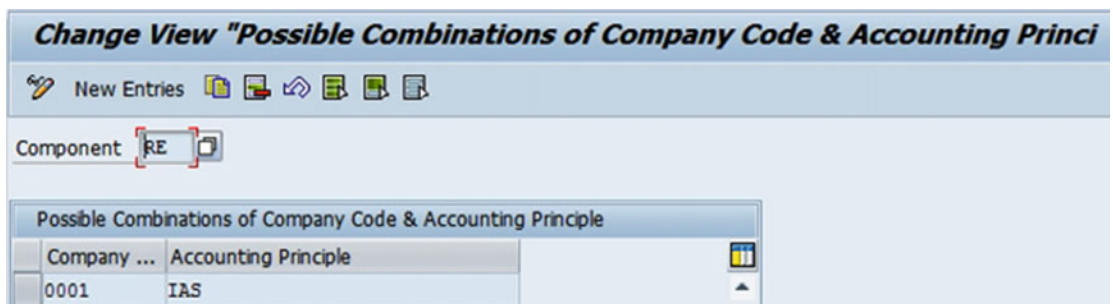 Change View "Possible Combinations of Company Code & Accounting Princi
New Entries
Component RE
Possible Combinations of Company Code & Accounting Principle
Company ... Accounting Principle
0001 IAS